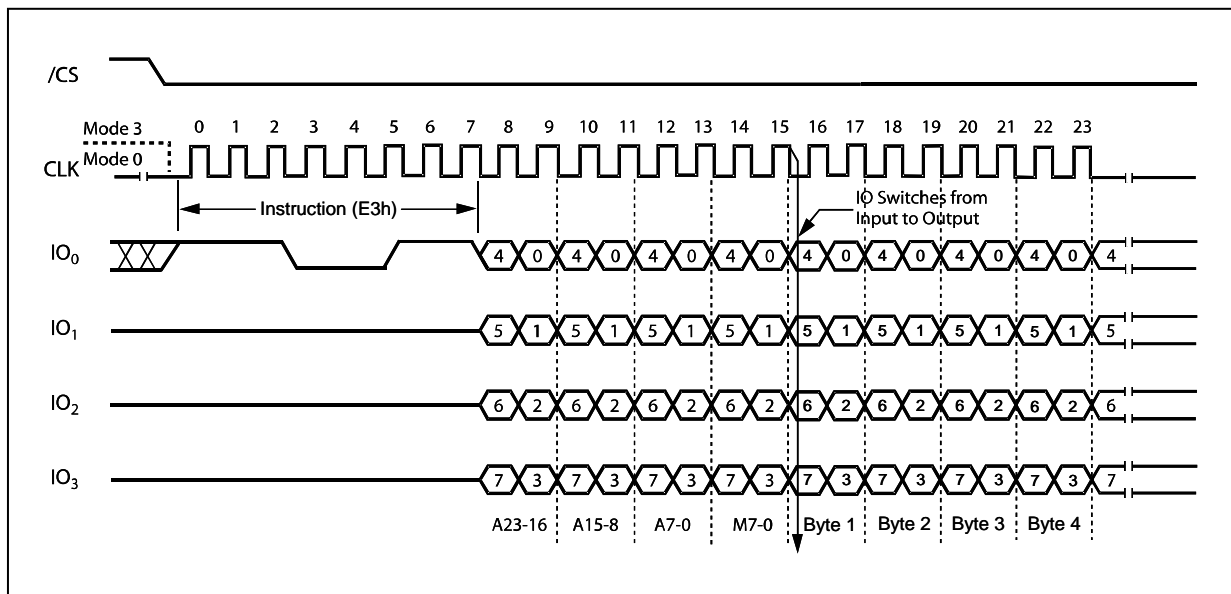 /CS
Mode 3
0 1 2 3 4 5 6 7 8 9 10 11 12 13 14 15 16 17 18 19 20 21 22 23
Mode 0
CLK
Instruction (E3h)
IO Switches from
Input to Output
IO0 4 0 4 0 4 0 4 0 4 0 4 0 4 0 4 0 4
IO1 5 1 5 1 5 1 5 1 5 1 5 1 5 1 5 1 5
IO2 6 2 6 2 6 2 6 2 6 2 6 2 6 2 6 2 6
IO3 7 3 7 3 7 3 7 3 7 3 7 3 7 3 7 3 7
A23-16 A15-8 A7-0 M7-0 Byte 1 Byte 2 Byte 3 Byte 4